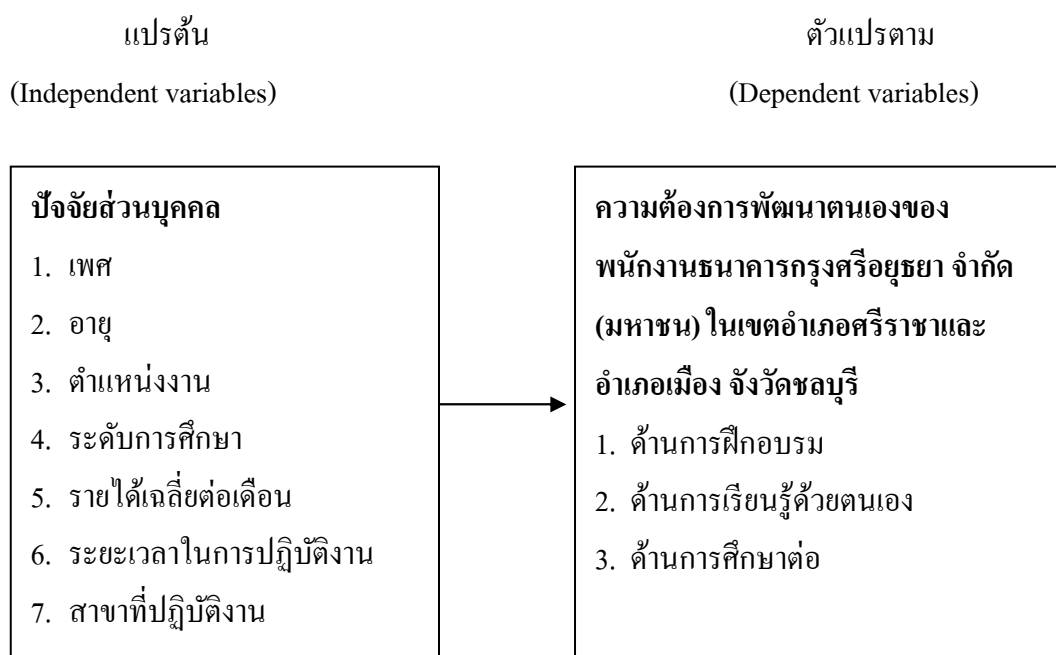 แปรต้น
(Independent variables)
ปัจจัยส่วนบุคคล
1. เพศ
2. อายุ
3. ตำแหน่งงาน
4. ระดับการศึกษา
5. รายได้เฉลี่ยต่อเดือน
6. ระยะเวลาในการปฏิบัติงาน
7. สาขาที่ปฏิบัติงาน
ตัวแปรตาม
(Dependent variables)
ความต้องการพัฒนาตนเองของ
พนักงานธนาคารกรุงศรีอยุธยา จำกัด
(มหาชน) ในเขตอำเภอศรีราชาและ
อำเภอเมือง จังวัดชลบุรี
1. ด้านการฝึกอบรม
2. ด้านการเรียนรู้ด้วยตนเอง
3. ด้านการศึกษาต่อ